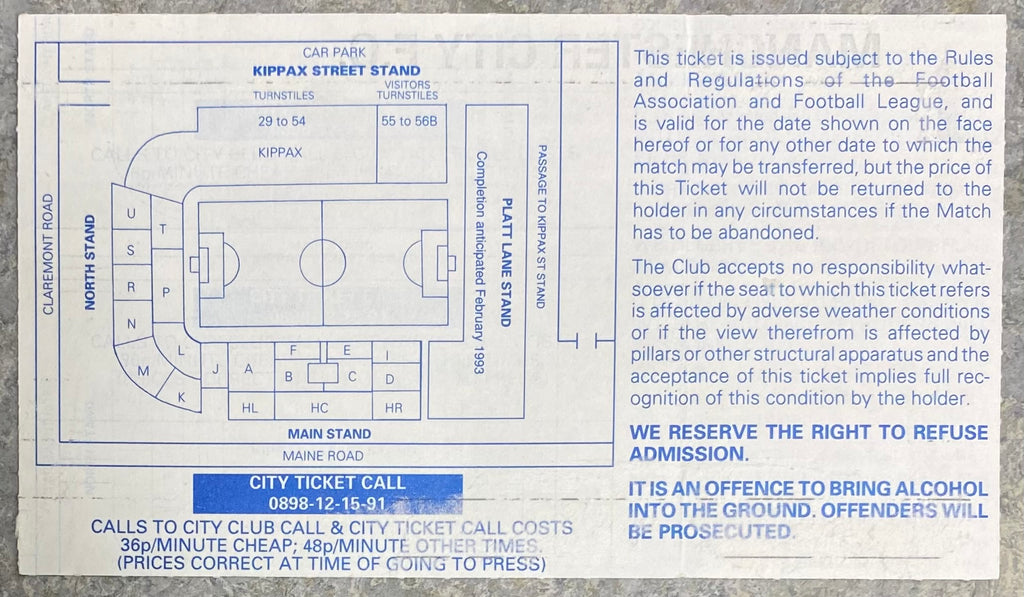 CAR PARK
KIPPAX STREET STAND
TURNSTILES
VISITORS
TURNSTILES
29 to 54
55 to 56B
KIPPAX
CLAREMONT ROAD
NORTH STAND
U
T
S
R
P
N
M
L
K
J
A
F
E
I
B
C
D
HL
HC
HR
Completion anticipated February 1993
PLATT LANE STAND
PASSAGE TO KIPPAX ST STAND
MAIN STAND
MAINE ROAD
CITY TICKET CALL
0898-12-15-91
CALLS TO CITY CLUB CALL & CITY TICKET CALL COSTS
36p/MINUTE CHEAP; 48p/MINUTE OTHER TIMES.
(PRICES CORRECT AT TIME OF GOING TO PRESS)
This ticket is issued subject to the Rules
and Regulations of the Football
Association and Football League, and
is valid for the date shown on the face
hereof or for any other date to which the
match may be transferred, but the price of
this Ticket will not be returned to the
holder in any circumstances if the Match
has to be abandoned.
The Club accepts no responsibility what-
soever if the seat to which this ticket refers
is affected by adverse weather conditions
or if the view therefrom is affected by
pillars or other structural apparatus and the
acceptance of this ticket implies full rec-
ognition of this condition by the holder.
WE RESERVE THE RIGHT TO REFUSE
ADMISSION.
IT IS AN OFFENCE TO BRING ALCOHOL
INTO THE GROUND. OFFENDERS WILL
BE PROSECUTED.